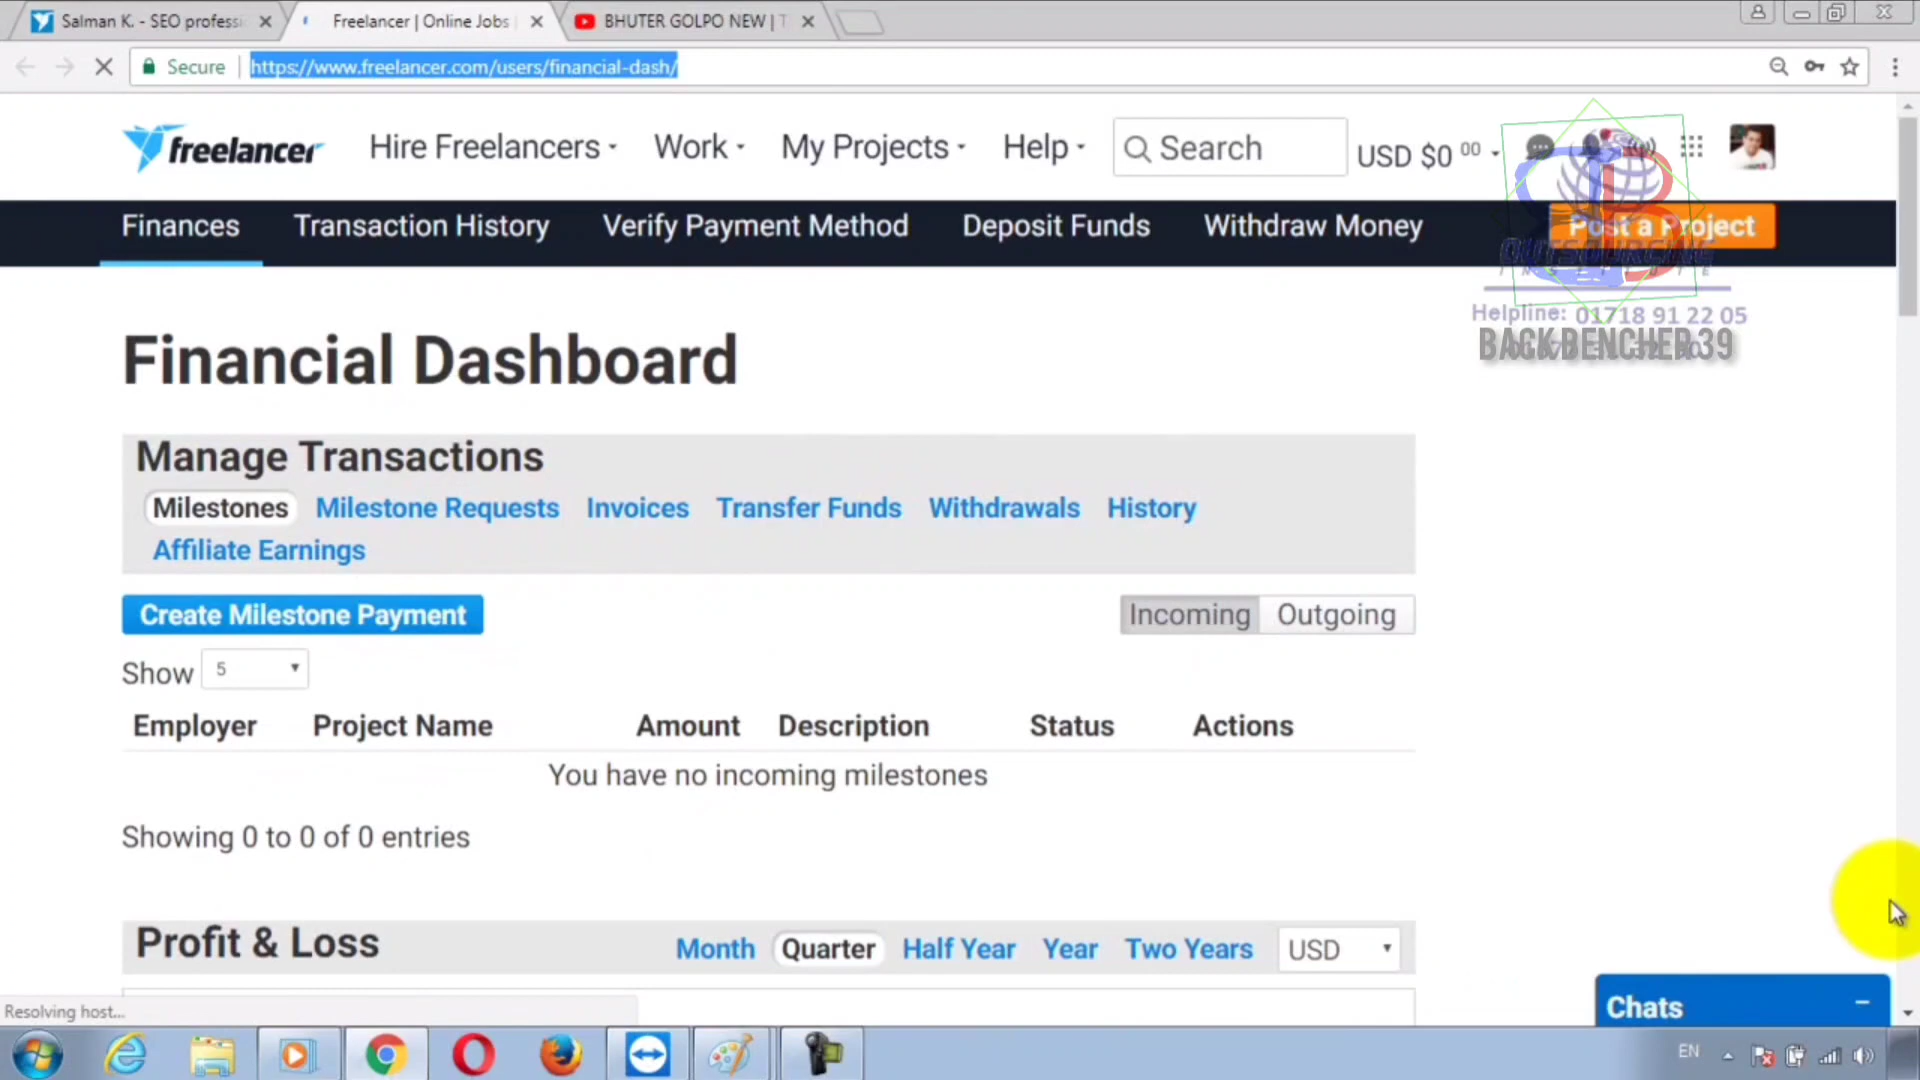 Salman K. - SEO professi
Freelancer | Online Jobs
BHUTER GOLPO NEW | T
Secure
https://www.freelancer.com/users/financial-dash/
freelancer
Hire Freelancers
Work
My Projects
Help
Search
USD $0 00
Finances
Transaction History
Verify Payment Method
Deposit Funds
Withdraw Money
Post a Project
OUTSOURCING
Helpline: 01718 91 22 05
BACK BENCHER 39
Financial Dashboard
Manage Transactions
Milestones
Milestone Requests
Invoices
Transfer Funds
Withdrawals
History
Affiliate Earnings
Create Milestone Payment
Incoming
Outgoing
Show 5
Employer
Project Name
Amount
Description
Status
Actions
You have no incoming milestones
Showing 0 to 0 of 0 entries
Profit & Loss
Month
Quarter
Half Year
Year
Two Years
USD
Chats
Resolving host...
EN